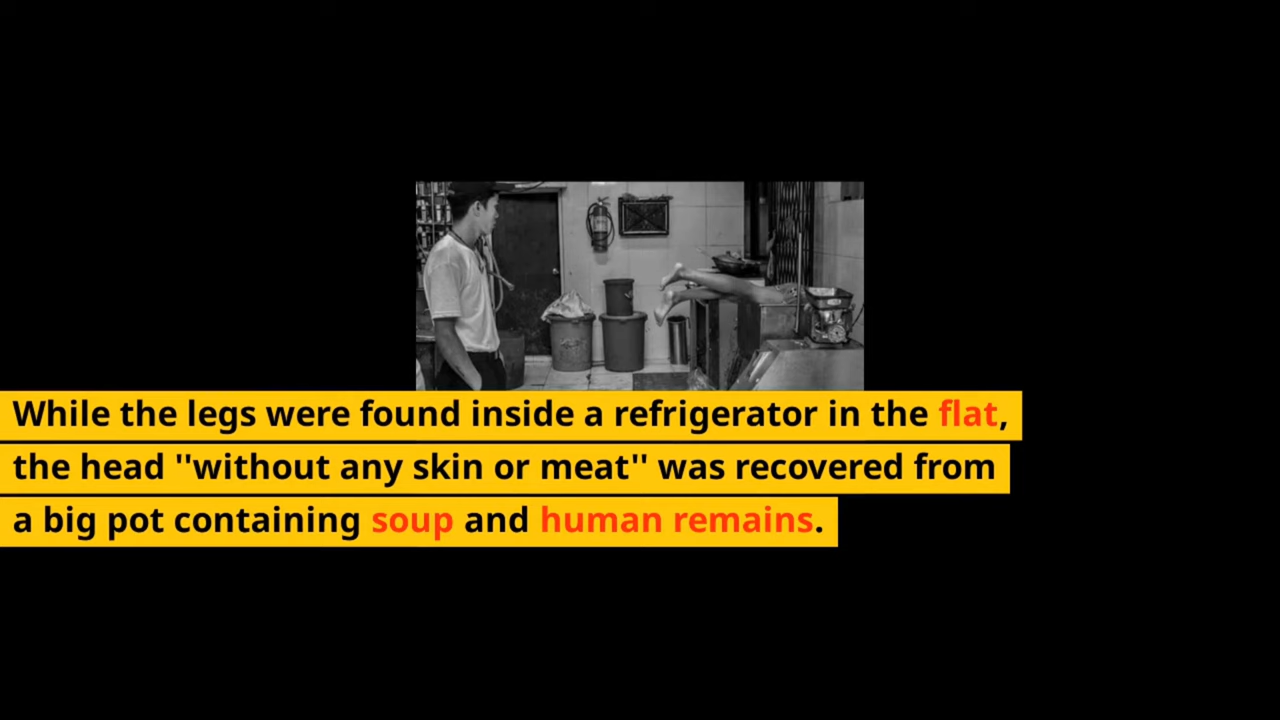 While the legs were found inside a refrigerator in the flat,
the head ''without any skin or meat'' was recovered from
a big pot containing soup and human remains.